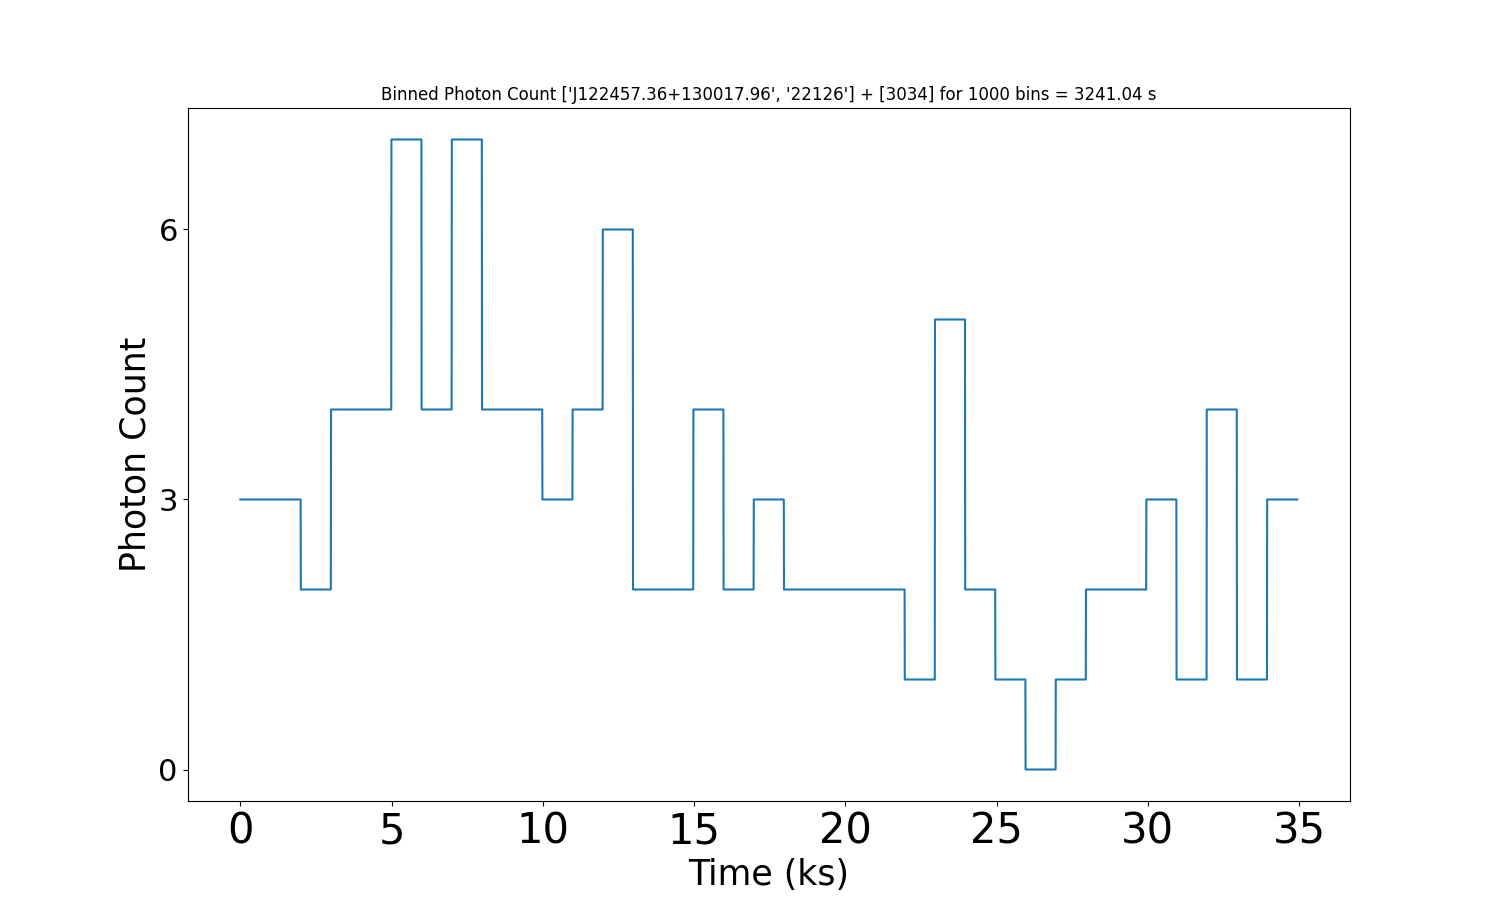 Binned Photon Count ['J122457.36+130017.96', '22126'] + [3034] for 1000 bins = 3241.04 s
6
3
0
Photon Count
0 5 10 15 20 25 30 35
Time (ks)